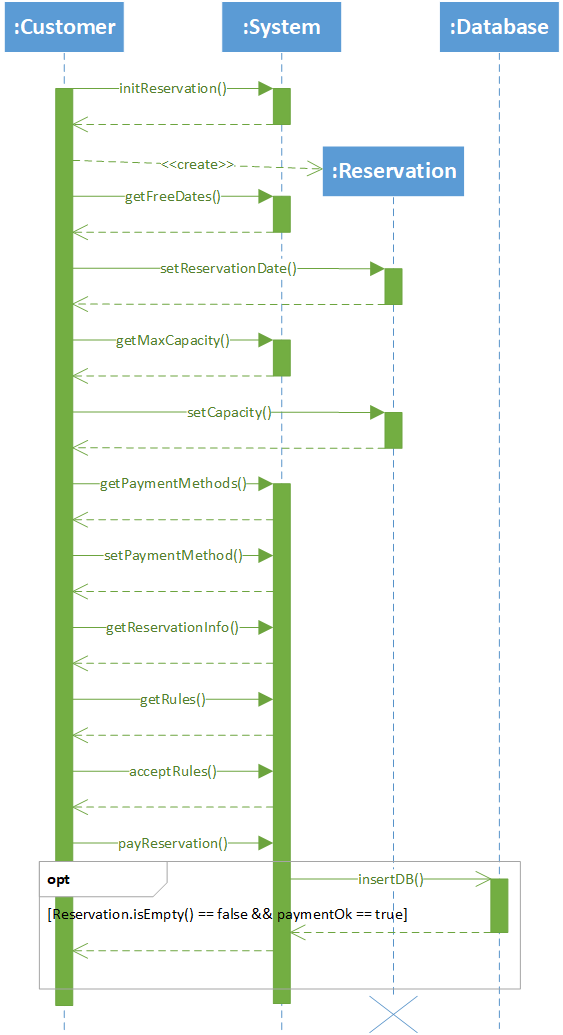 :Customer
:System
:Database
initReservation()
<<create>>
:Reservation
getFreeDates()
setReservationDate()
getMaxCapacity()
setCapacity()
getPaymentMethods()
setPaymentMethod()
getReservationInfo()
getRules()
acceptRules()
payReservation()
opt
insertDB()
[Reservation.isEmpty() == false && paymentOk == true]